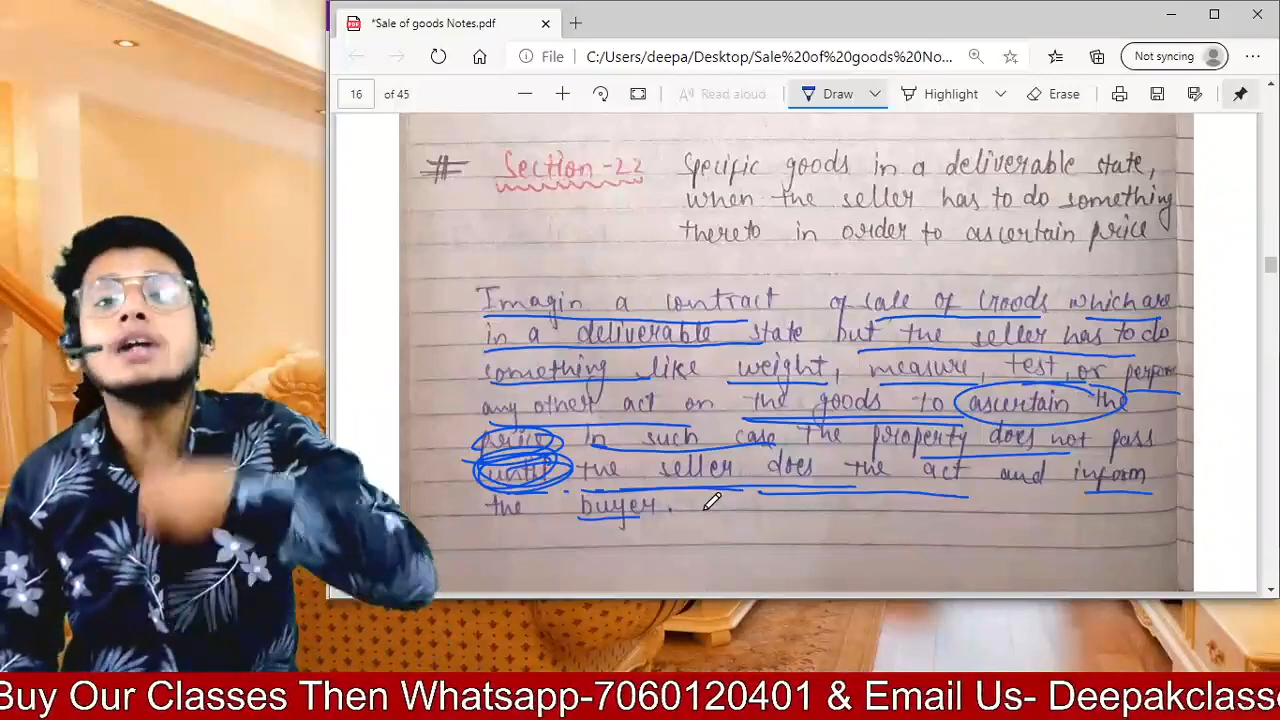 *Sale of goods Notes.pdf
File
C:/Users/deepa/Desktop/Sale%20of%20goods%20No...
Not syncing
16 of 45
Read aloud
Draw
Highlight
Erase
# Section-22 Specific goods in a deliverable state,
when the seller has to do something
thereto in order to ascertain price
Imagin a contract of sale of Goods which are
in a deliverable state but the seller has to do
something like weight, measure, test, or perform
any other act on the goods to ascertain the
price in such case the property does not pass
until the seller does the act and inform
the buyer.
Buy Our Classes Then Whatsapp-7060120401 & Email Us- Deepakclass